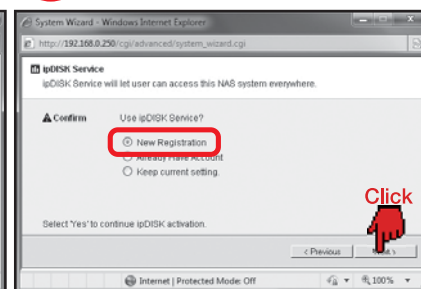 System Wizard - Windows Internet Explorer
http://192.168.0.250/cgi/advanced/system_wizard.cgi
ipDISK Service
ipDISK Service will let user can access this NAS system everywhere.
Confirm Use ipDISK Service?
New Registration
Already Have Account
Keep current setting.
Click
Select 'Yes' to continue ipDISK activation.
< Previous
Internet | Protected Mode: Off 100%